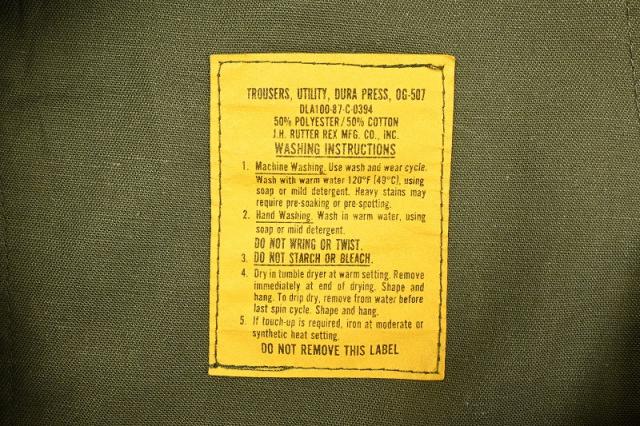 TROUSERS, UTILITY, DURA PRESS, OG-507
DLA100-87-C-0394
50% POLYESTER/50% COTTON
J.H. RUTTER REX MFG. CO., INC.
WASHING INSTRUCTIONS
1. Machine Washing. Use wash and wear cycle.
Wash with warm water 120°F (49°C), using
soap or mild detergent. Heavy stains may
require pre-soaking or pre-spotting.
2. Hand Washing. Wash in warm water, using
soap or mild detergent.
DO NOT WRING OR TWIST.
3. DO NOT STARCH OR BLEACH.
4. Dry in tumble dryer at warm setting. Remove
immediately at end of drying. Shape and
hang. To drip dry, remove from water before
last spin cycle. Shape and hang.
5. If touch-up is required, iron at moderate or
synthetic heat setting.
DO NOT REMOVE THIS LABEL